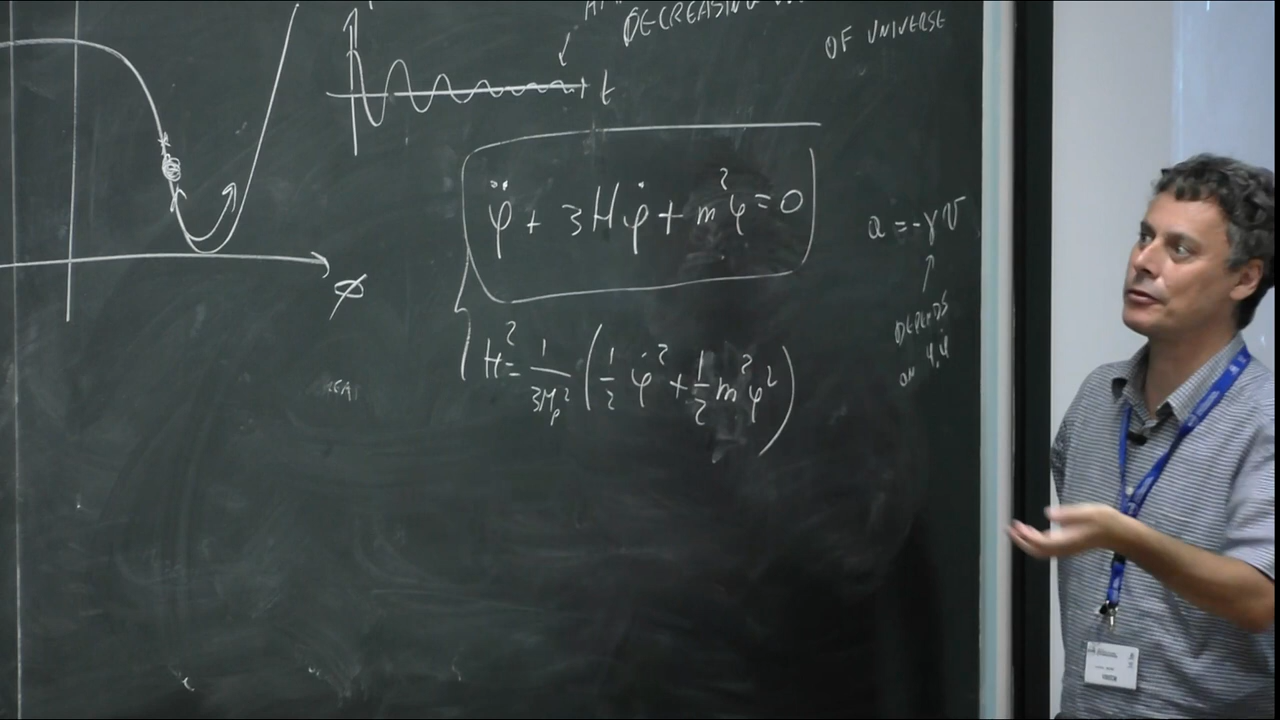 DECREASING
OF UNIVERSE
t
φ̈ + 3Hφ̇ + m²φ = 0
a = -γv
ϕ
DEPENDS
ON φ, φ̇
H² = 1/3Mₚ² (1/2 φ̇² + 1/2 m²φ²)